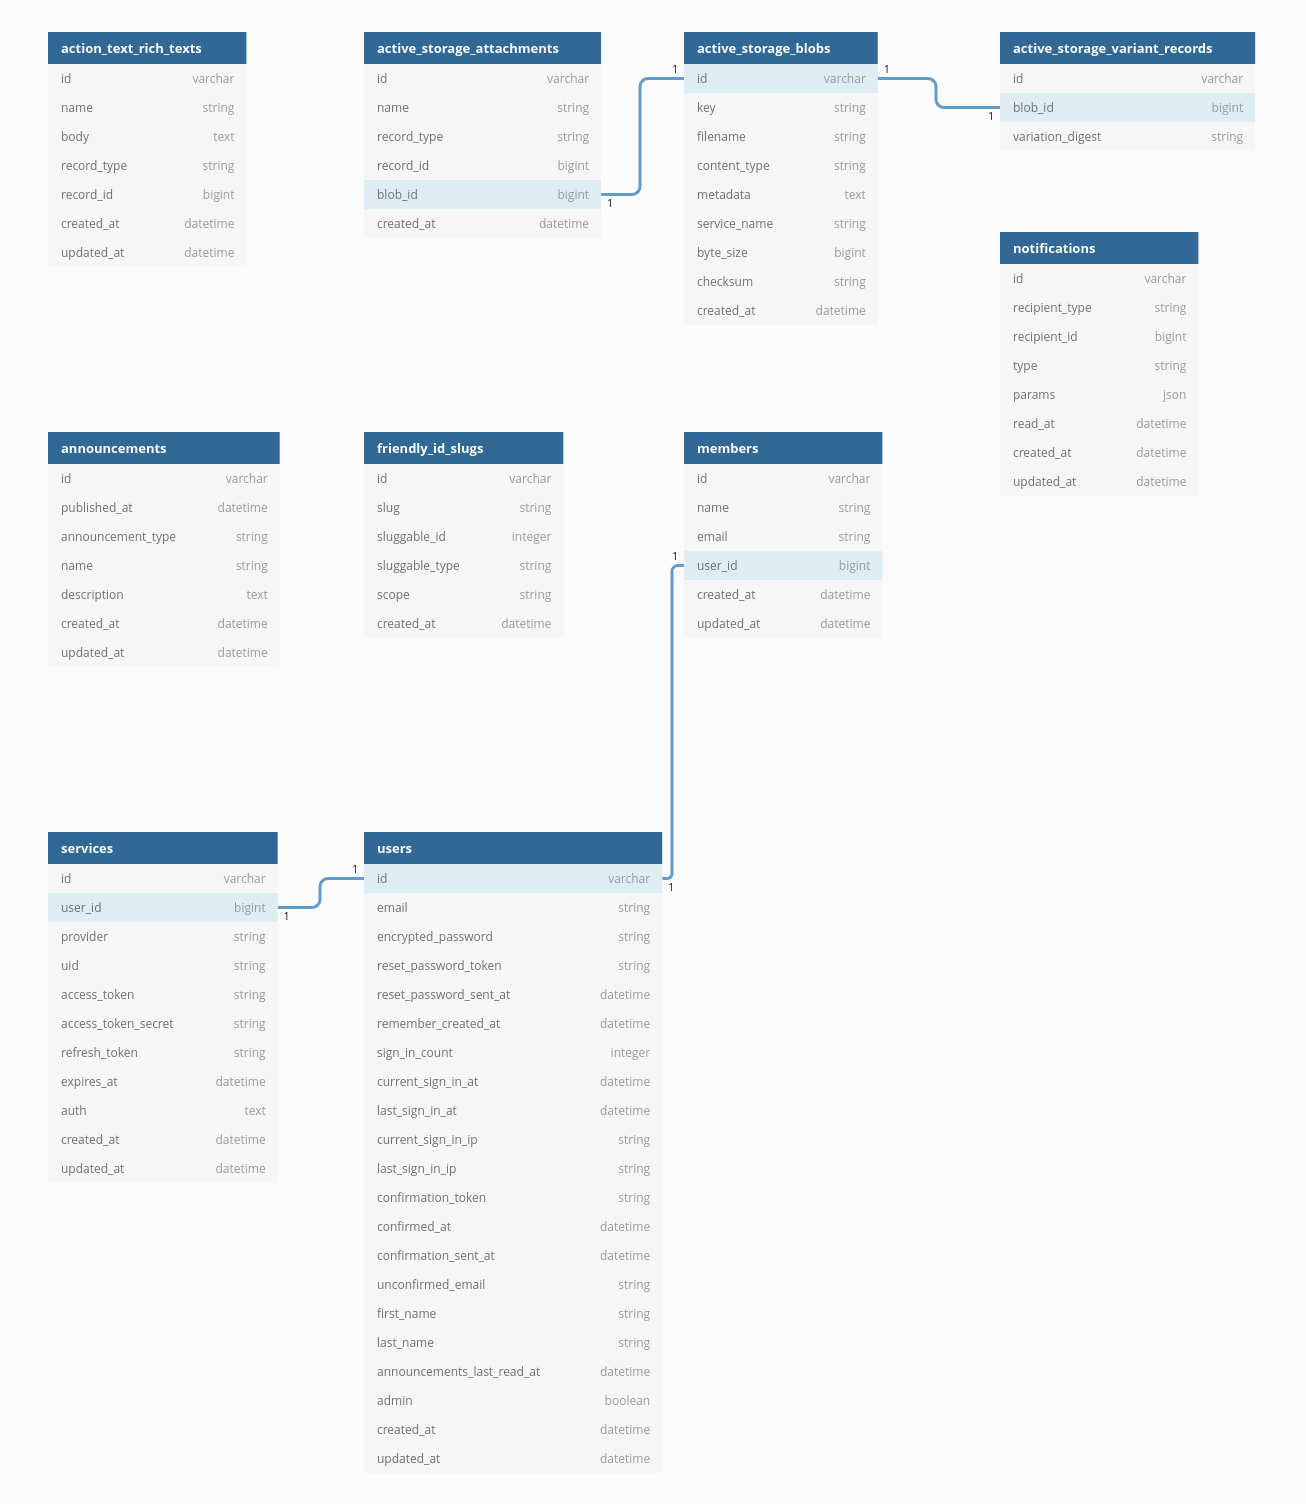 action_text_rich_texts
id varchar
name string
body text
record_type string
record_id bigint
created_at datetime
updated_at datetime
active_storage_attachments
id varchar
name string
record_type string
record_id bigint
blob_id bigint
created_at datetime
1
1
active_storage_blobs
id varchar
key string
filename string
content_type string
metadata text
service_name string
byte_size bigint
checksum string
created_at datetime
1
1
active_storage_variant_records
id varchar
blob_id bigint
variation_digest string
notifications
id varchar
recipient_type string
recipient_id bigint
type string
params json
read_at datetime
created_at datetime
updated_at datetime
announcements
id varchar
published_at datetime
announcement_type string
name string
description text
created_at datetime
updated_at datetime
friendly_id_slugs
id varchar
slug string
sluggable_id integer
sluggable_type string
scope string
created_at datetime
members
id varchar
name string
email string
1
user_id bigint
created_at datetime
updated_at datetime
services
id varchar
user_id bigint
provider string
uid string
access_token string
access_token_secret string
refresh_token string
expires_at datetime
auth text
created_at datetime
updated_at datetime
1
1
users
id varchar
1
email string
encrypted_password string
reset_password_token string
reset_password_sent_at datetime
remember_created_at datetime
sign_in_count integer
current_sign_in_at datetime
last_sign_in_at datetime
current_sign_in_ip string
last_sign_in_ip string
confirmation_token string
confirmed_at datetime
confirmation_sent_at datetime
unconfirmed_email string
first_name string
last_name string
announcements_last_read_at datetime
admin boolean
created_at datetime
updated_at datetime